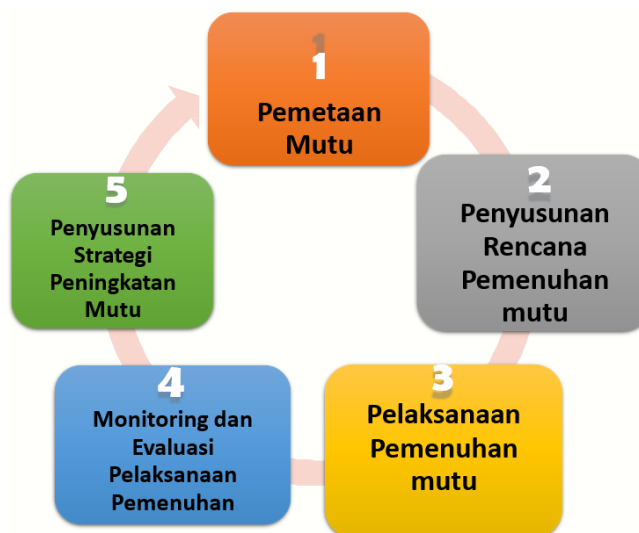 1
Pemetaan
Mutu
2
Penyusunan
Rencana
Pemenuhan
mutu
3
Pelaksanaan
Pemenuhan
mutu
4
Monitoring dan
Evaluasi
Pelaksanaan
Pemenuhan
5
Penyusunan
Strategi
Peningkatan
Mutu